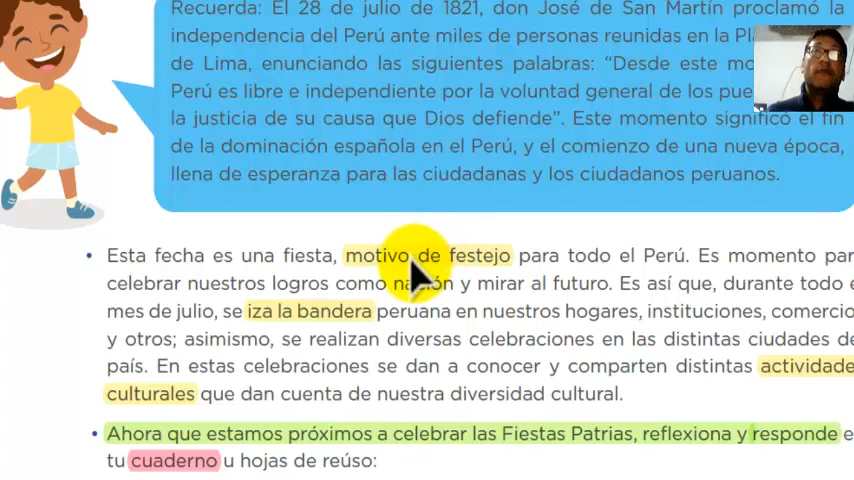 Recuerda: El 28 de julio de 1821, don José de San Martín proclamó la
independencia del Perú ante miles de personas reunidas en la
de Lima, enunciando las siguientes palabras: “Desde este
Perú es libre e independiente por la voluntad general de los
la justicia de su causa que Dios defiende”. Este momento significó el fin
de la dominación española en el Perú, y el comienzo de una nueva época,
llena de esperanza para las ciudadanas y los ciudadanos peruanos.
• Esta fecha es una fiesta, motivo de festejo para todo el Perú. Es momento
celebrar nuestros logros como nación y mirar al futuro. Es así que, durante todo
mes de julio, se iza la bandera peruana en nuestros hogares, instituciones,
y otros; asimismo, se realizan diversas celebraciones en las distintas ciudades
país. En estas celebraciones se dan a conocer y comparten distintas
culturales que dan cuenta de nuestra diversidad cultural.
• Ahora que estamos próximos a celebrar las Fiestas Patrias, reflexiona y responde
tu cuaderno u hojas de reúso: